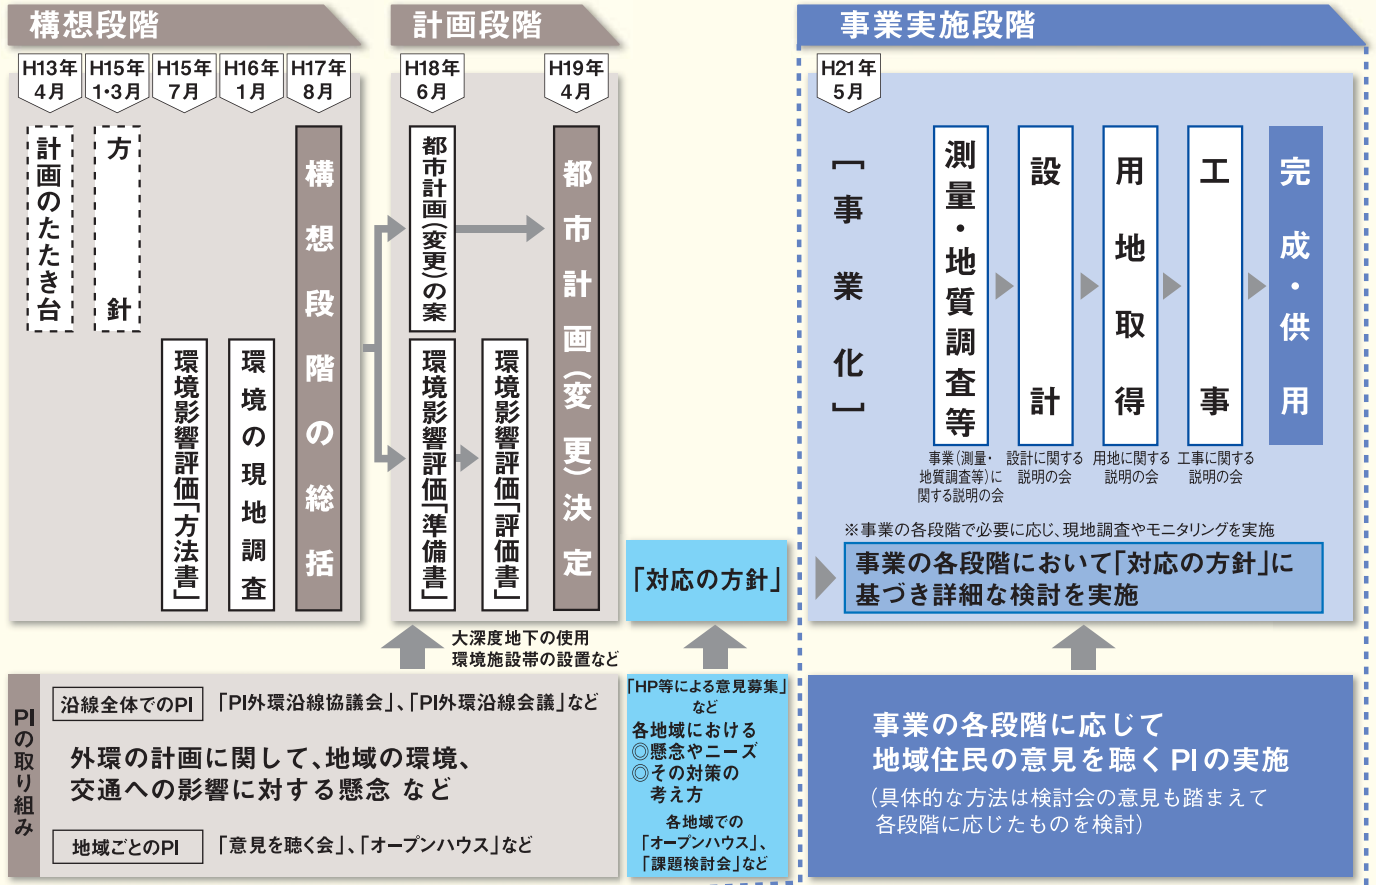 構想段階
H13年
4月
H15年
1・3月
H15年
7月
H16年
1月
H17年
8月
計画のたたき台
方針
環境影響評価「方法書」
環境の現地調査
構想段階の総括
計画段階
H18年
6月
H19年
4月
都市計画（変更）の案
環境影響評価「準備書」
環境影響評価「評価書」
都市計画（変更）決定
大深度地下の使用
環境施設帯の設置など
「対応の方針」
事業実施段階
H21年
5月
［事業化］
測量・地質調査等
設計
用地取得
工事
完成・供用
事業（測量・
地質調査等）に
関する説明の会
設計に関する
説明の会
用地に関する
説明の会
工事に関する
説明の会
※事業の各段階で必要に応じ、現地調査やモニタリングを実施
事業の各段階において「対応の方針」に
基づき詳細な検討を実施
PIの取り組み
沿線全体でのPI
「PI外環沿線協議会」、「PI外環沿線会議」など
外環の計画に関して、地域の環境、
交通への影響に対する懸念 など
地域ごとのPI
「意見を聴く会」、「オープンハウス」など
「HP等による意見募集」
など
各地域における
◎懸念やニーズ
◎その対策の
考え方
各地域での
「オープンハウス」、
「課題検討会」など
事業の各段階に応じて
地域住民の意見を聴くPIの実施
（具体的な方法は検討会の意見も踏まえて
各段階に応じたものを検討）